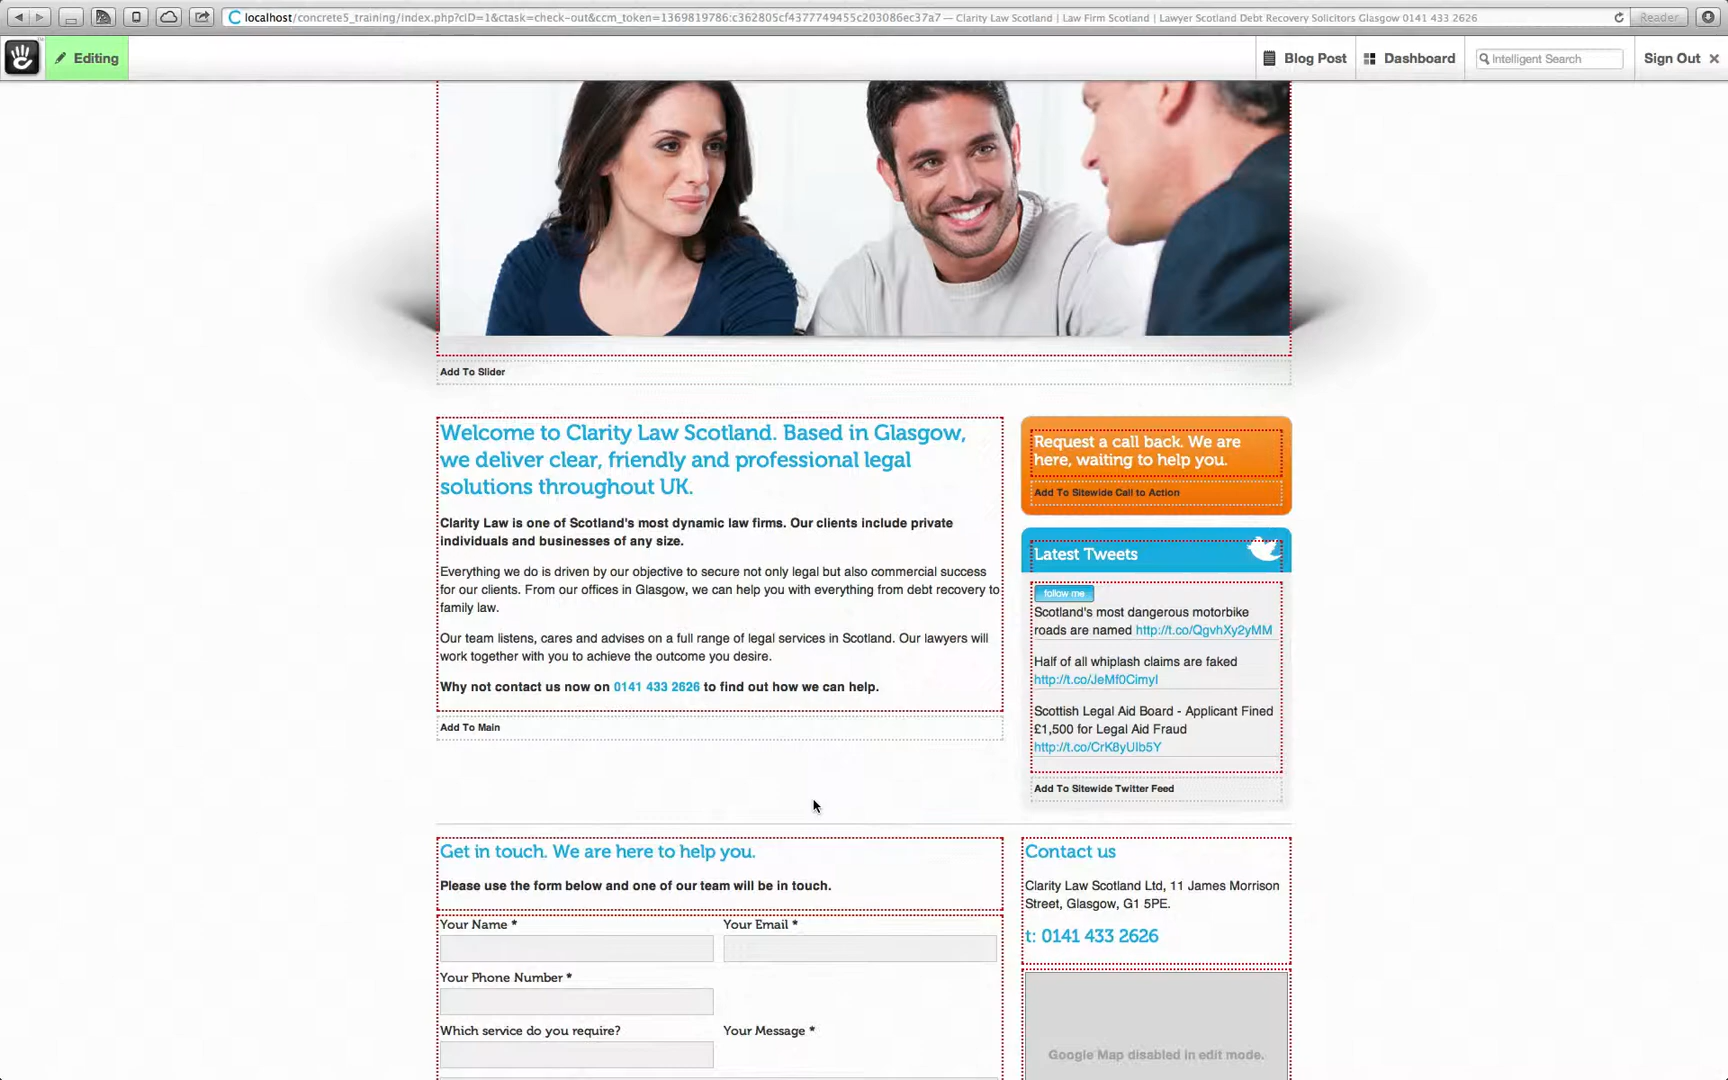 localhost/concrete5_training/index.php?cID=1&ctask=check-out&ccm_token=1369819786:c362805cf4377749455c203086ec37a7 — Clarity Law Scotland | Law Firm Scotland | Lawyer Scotland Debt Recovery Solicitors Glasgow 0141 433 2626
Reader
Editing
Blog Post
Dashboard
Intelligent Search
Sign Out
Add To Slider
Welcome to Clarity Law Scotland. Based in Glasgow,
we deliver clear, friendly and professional legal
solutions throughout UK.
Clarity Law is one of Scotland's most dynamic law firms. Our clients include private
individuals and businesses of any size.
Everything we do is driven by our objective to secure not only legal but also commercial success
for our clients. From our offices in Glasgow, we can help you with everything from debt recovery to
family law.
Our team listens, cares and advises on a full range of legal services in Scotland. Our lawyers will
work together with you to achieve the outcome you desire.
Why not contact us now on 0141 433 2626 to find out how we can help.
Add To Main
Request a call back. We are
here, waiting to help you.
Add To Sitewide Call to Action
Latest Tweets
follow me
Scotland's most dangerous motorbike
roads are named http://t.co/QgvhXy2yMM
Half of all whiplash claims are faked
http://t.co/JeMf0CimyI
Scottish Legal Aid Board - Applicant Fined
£1,500 for Legal Aid Fraud
http://t.co/CrK8yUIb5Y
Add To Sitewide Twitter Feed
Get in touch. We are here to help you.
Please use the form below and one of our team will be in touch.
Your Name *
Your Email *
Your Phone Number *
Which service do you require?
Your Message *
Contact us
Clarity Law Scotland Ltd, 11 James Morrison
Street, Glasgow, G1 5PE.
t: 0141 433 2626
Google Map disabled in edit mode.